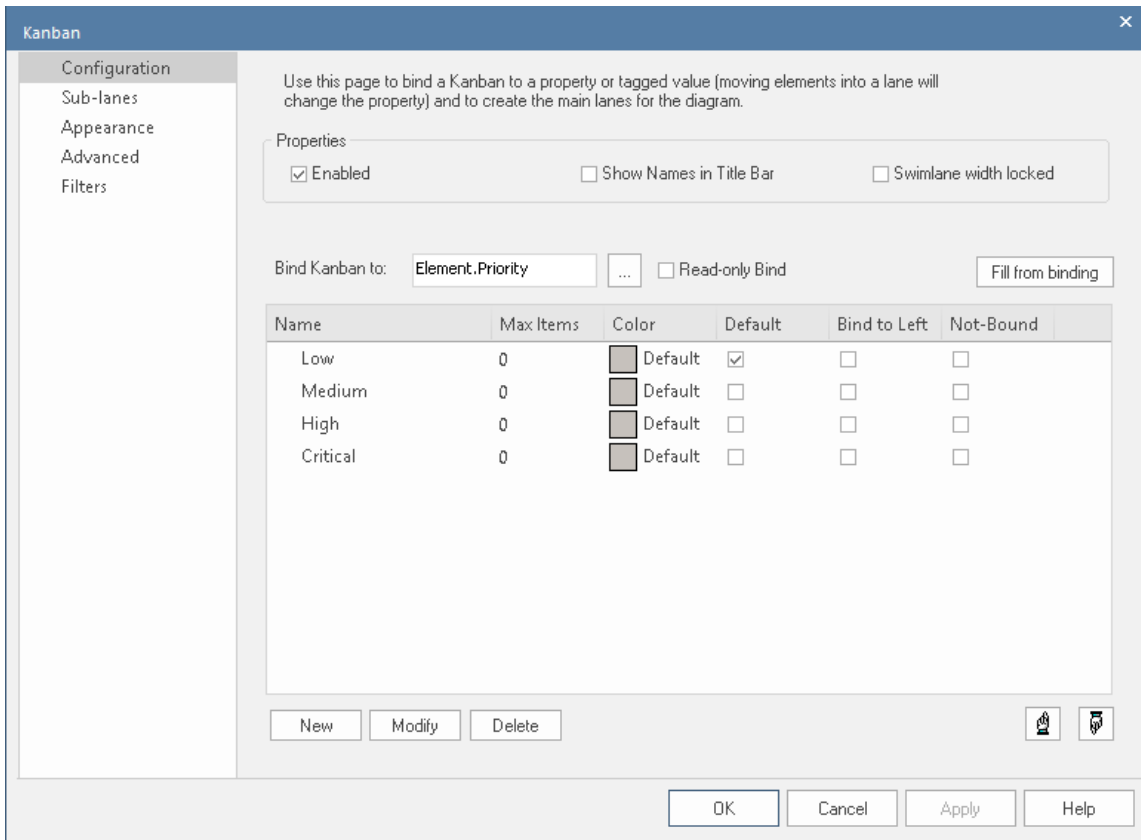 Kanban
Configuration
Sub-lanes
Appearance
Advanced
Filters
Use this page to bind a Kanban to a property or tagged value (moving elements into a lane will
change the property) and to create the main lanes for the diagram.
Properties
Enabled Show Names in Title Bar Swimlane width locked
Bind Kanban to: Element.Priority ... Read-only Bind Fill from binding
Name Max Items Color Default Bind to Left Not-Bound
Low 0 Default
Medium 0 Default
High 0 Default
Critical 0 Default
New Modify Delete
OK Cancel Apply Help